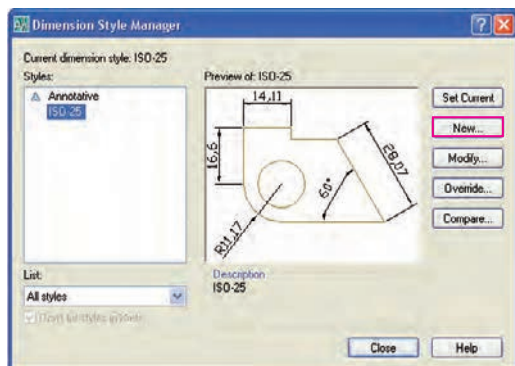 Dimension Style Manager
Current dimension style: ISO-25
Styles:
Annotative
ISO-25
Preview of: ISO-25
14,11
16,6
28,07
60°
R11,17
Set Current
New...
Modify...
Override...
Compare...
List:
All styles
Description
ISO-25
Close
Help